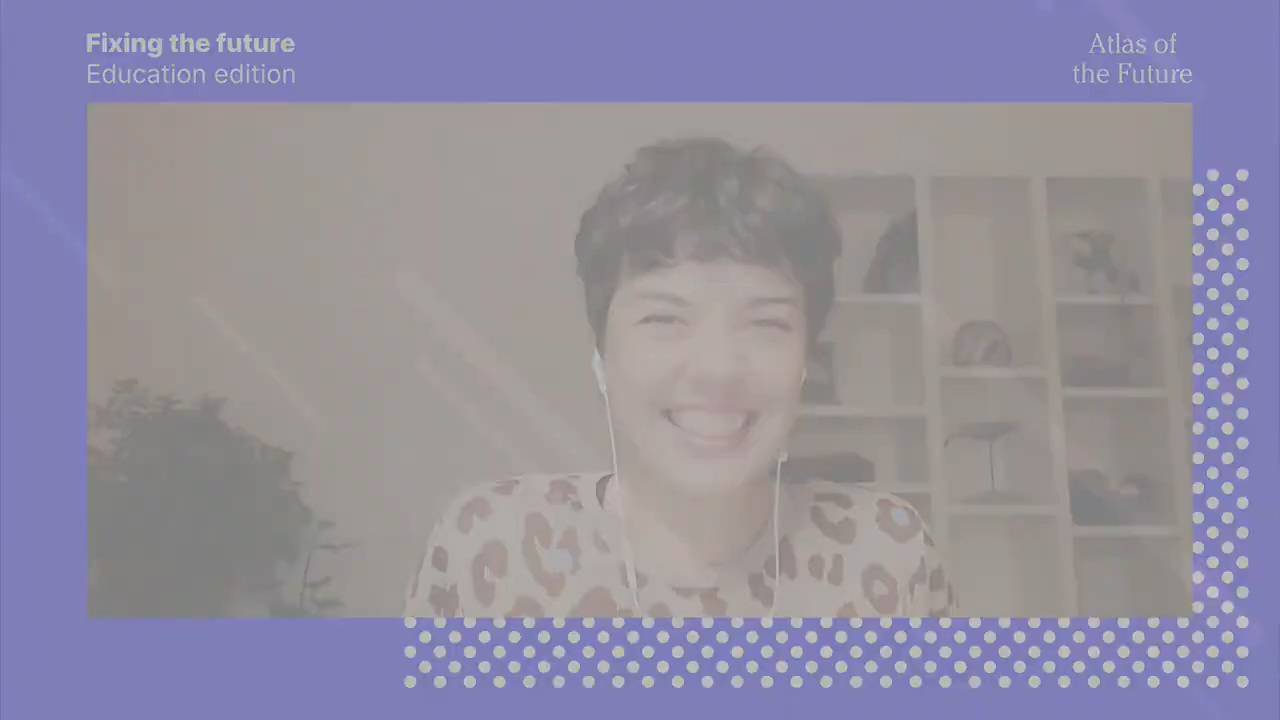 Fixing the future
Education edition
Atlas of
the Future